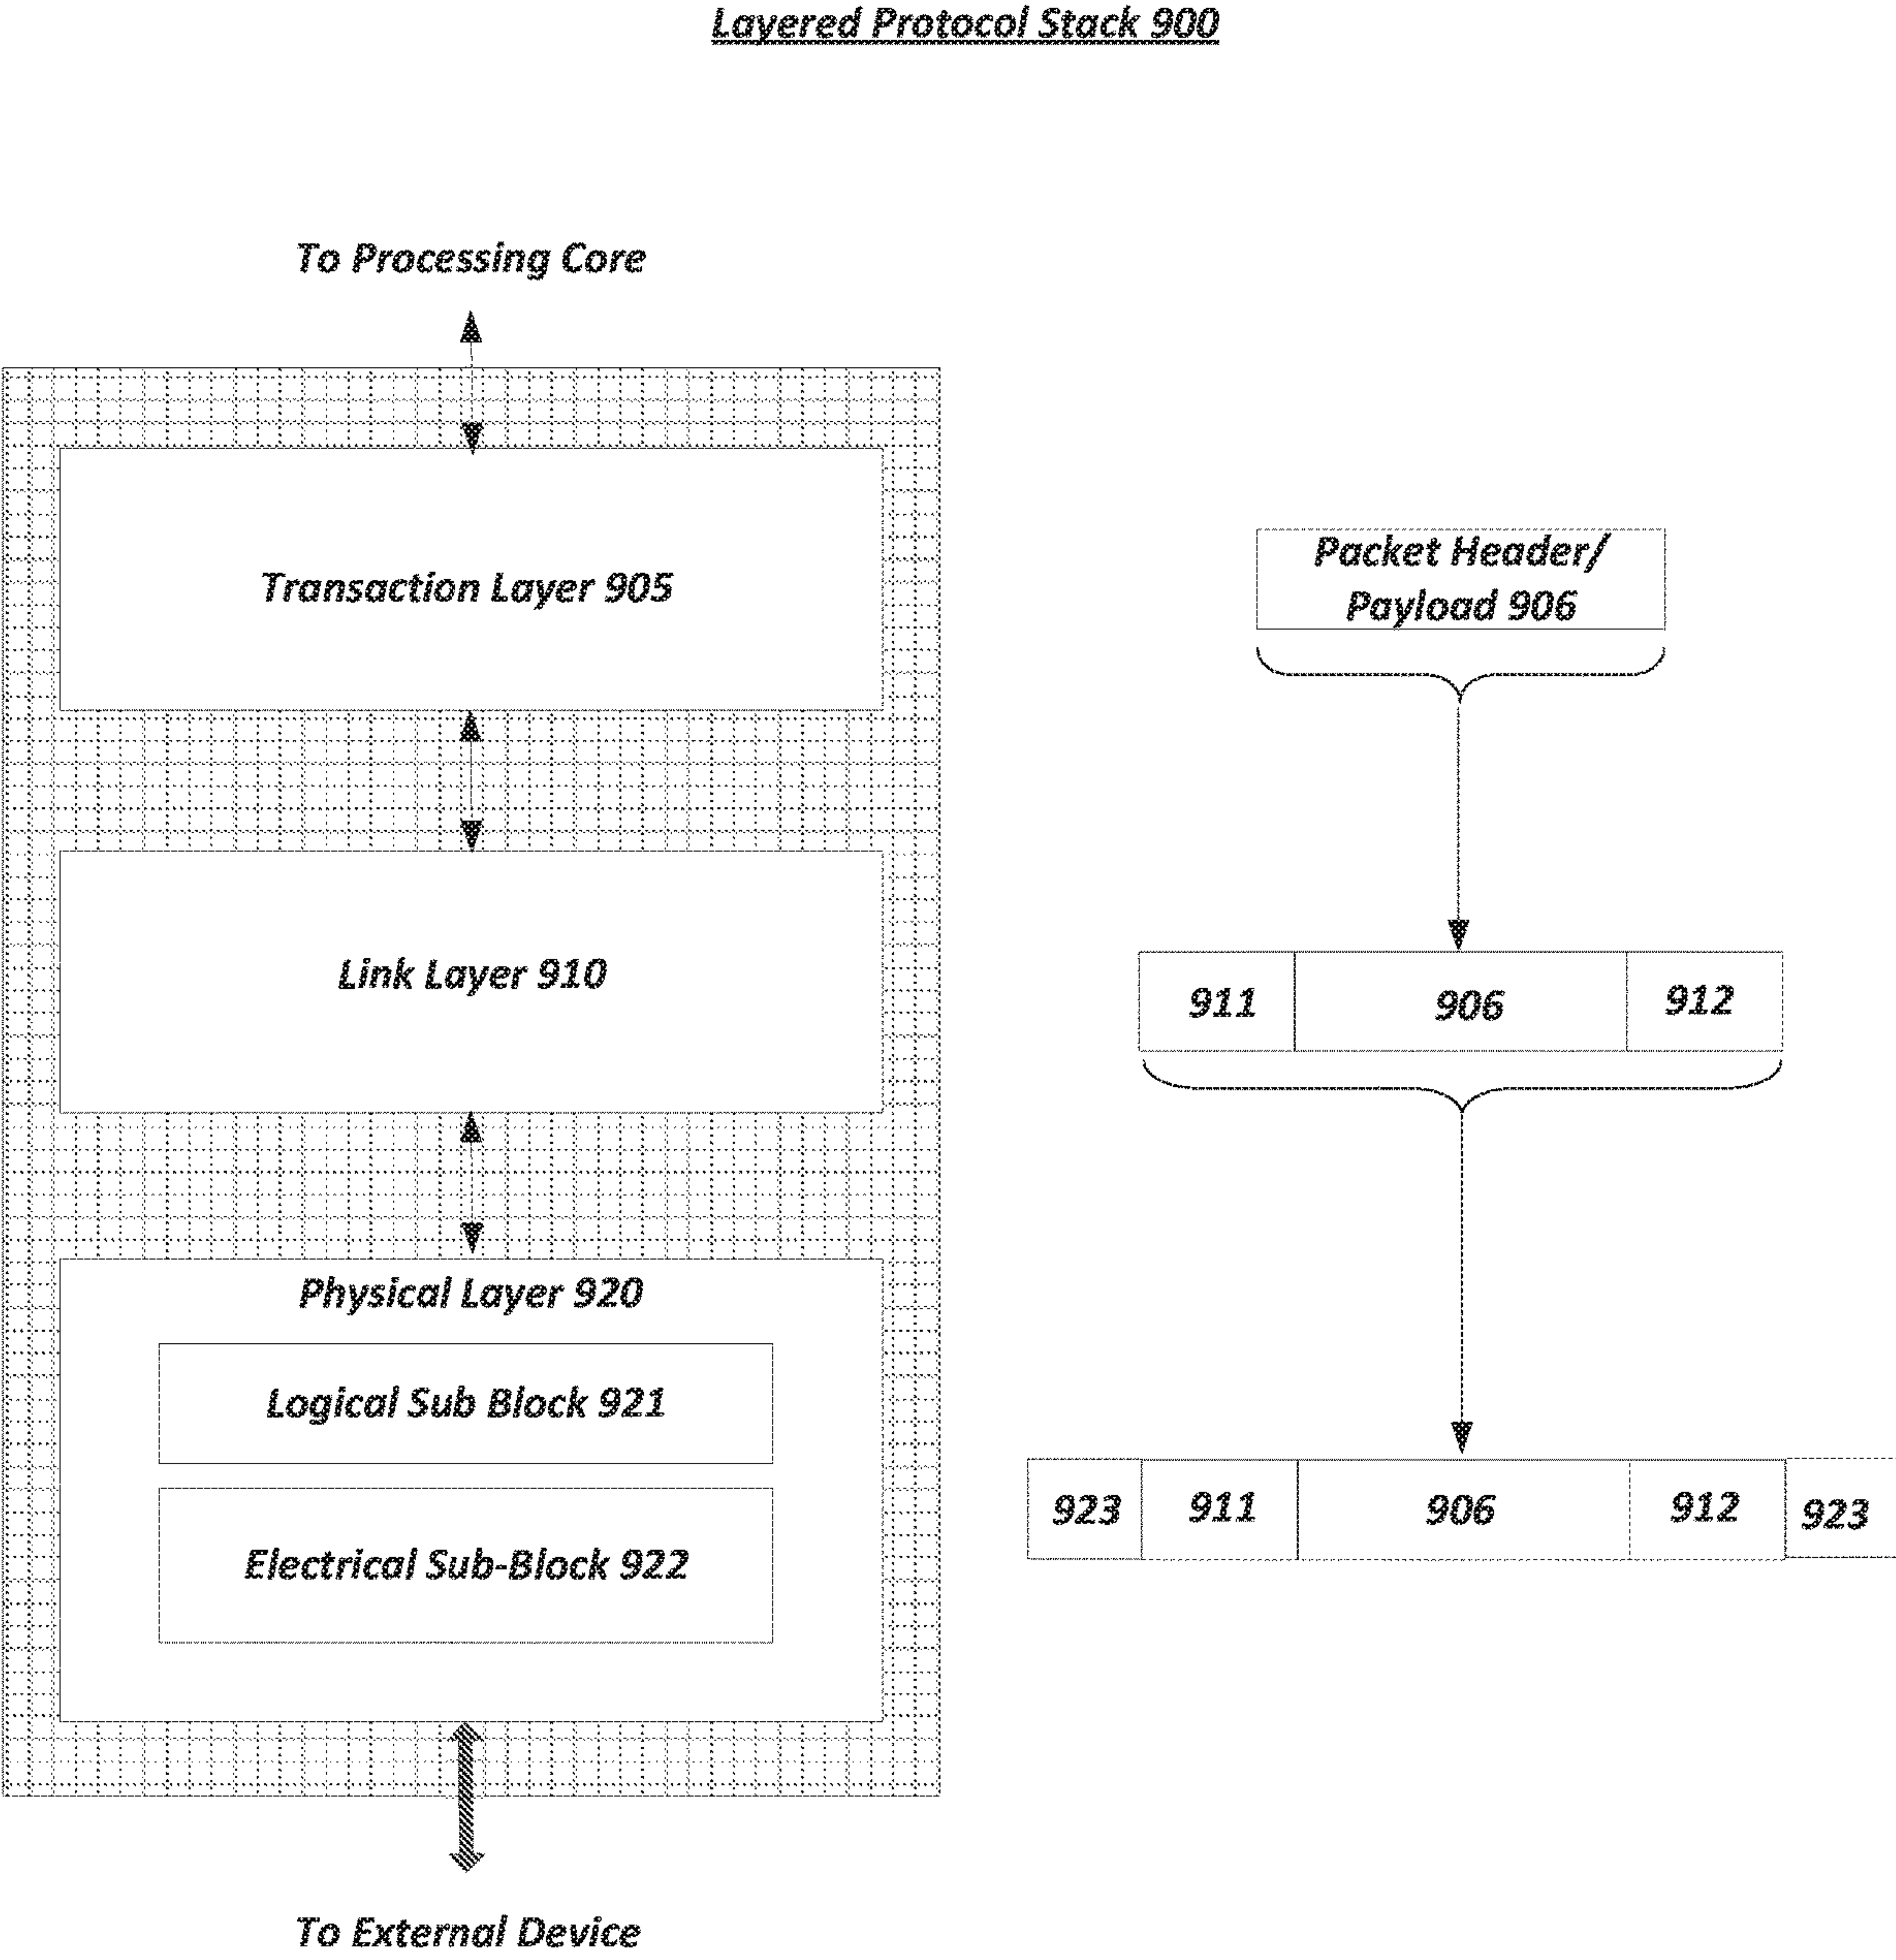 Layered Protocol Stack 900
To Processing Core
Transaction Layer 905
Packet Header/
Payload 906
Link Layer 910
911 906 912
Physical Layer 920
Logical Sub Block 921
Electrical Sub-Block 922
923 911 906 912 923
To External Device